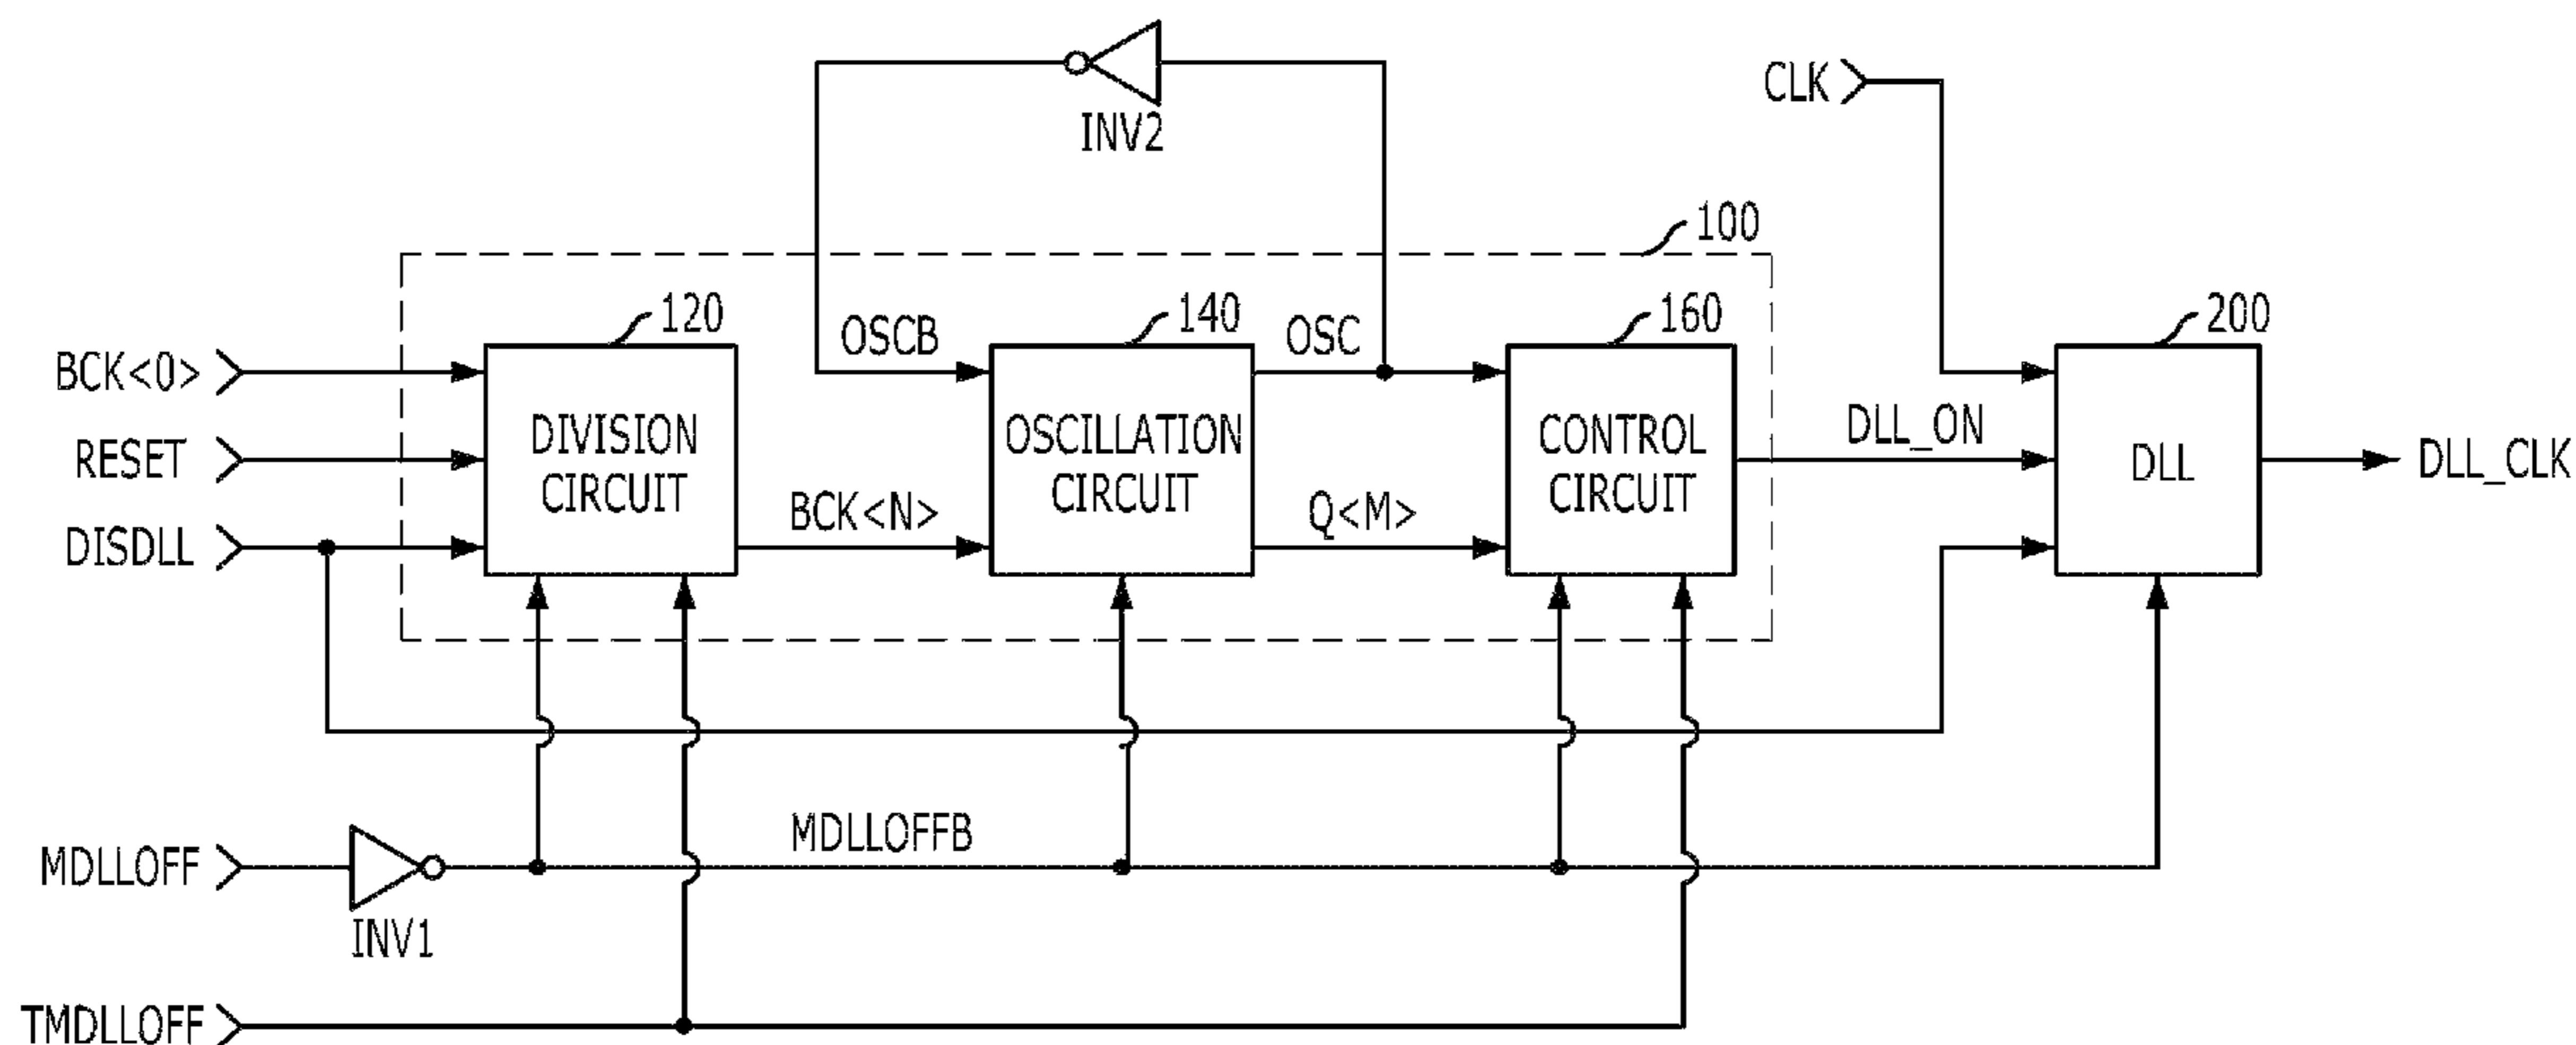 INV2
CLK
100
120
140
160
200
BCK<0>
OSCB
OSC
DIVISION
CIRCUIT
OSCILLATION
CIRCUIT
CONTROL
CIRCUIT
DLL_ON
DLL
DLL_CLK
RESET
BCK<N>
Q<M>
DISDLL
MDLLOFF
MDLLOFFB
INV1
TMDLLOFF